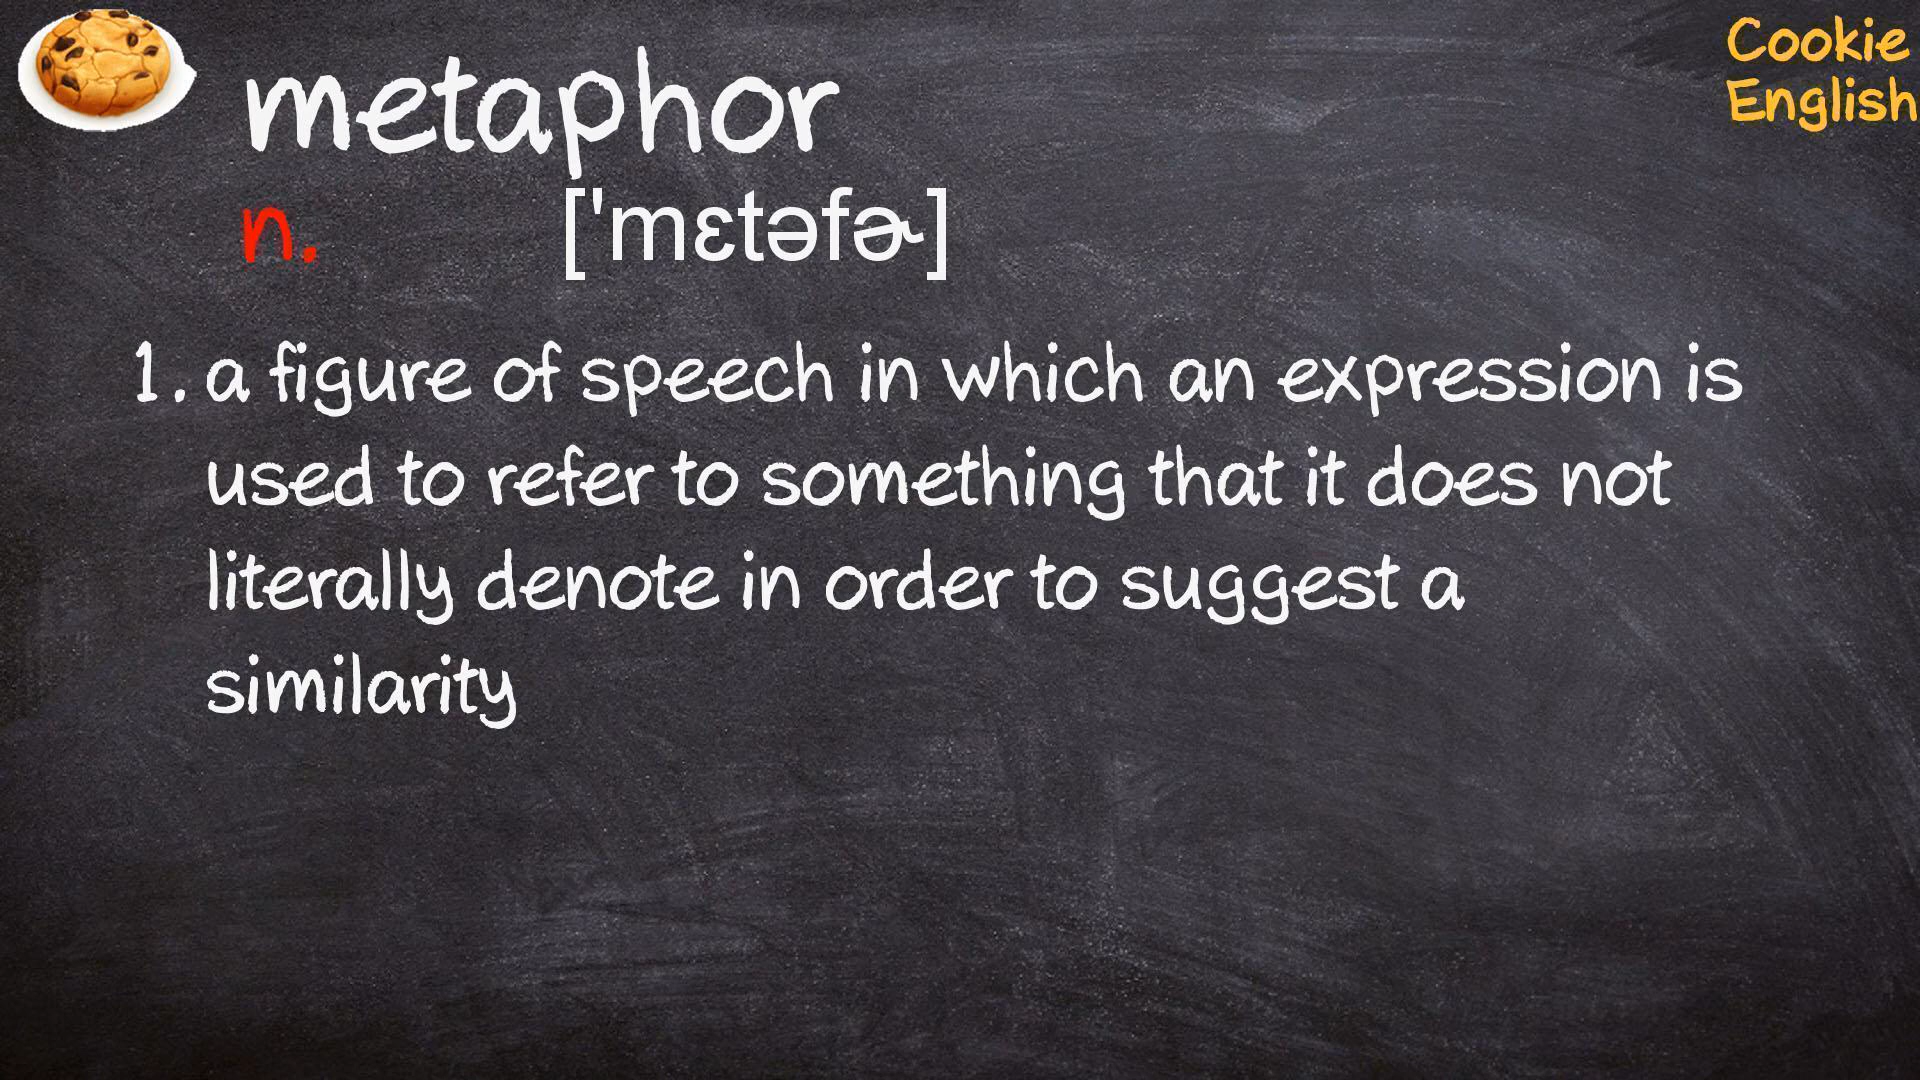 metaphor
Cookie
English
n. ['mɛtəfɚ]
1. a figure of speech in which an expression is
used to refer to something that it does not
literally denote in order to suggest a
similarity